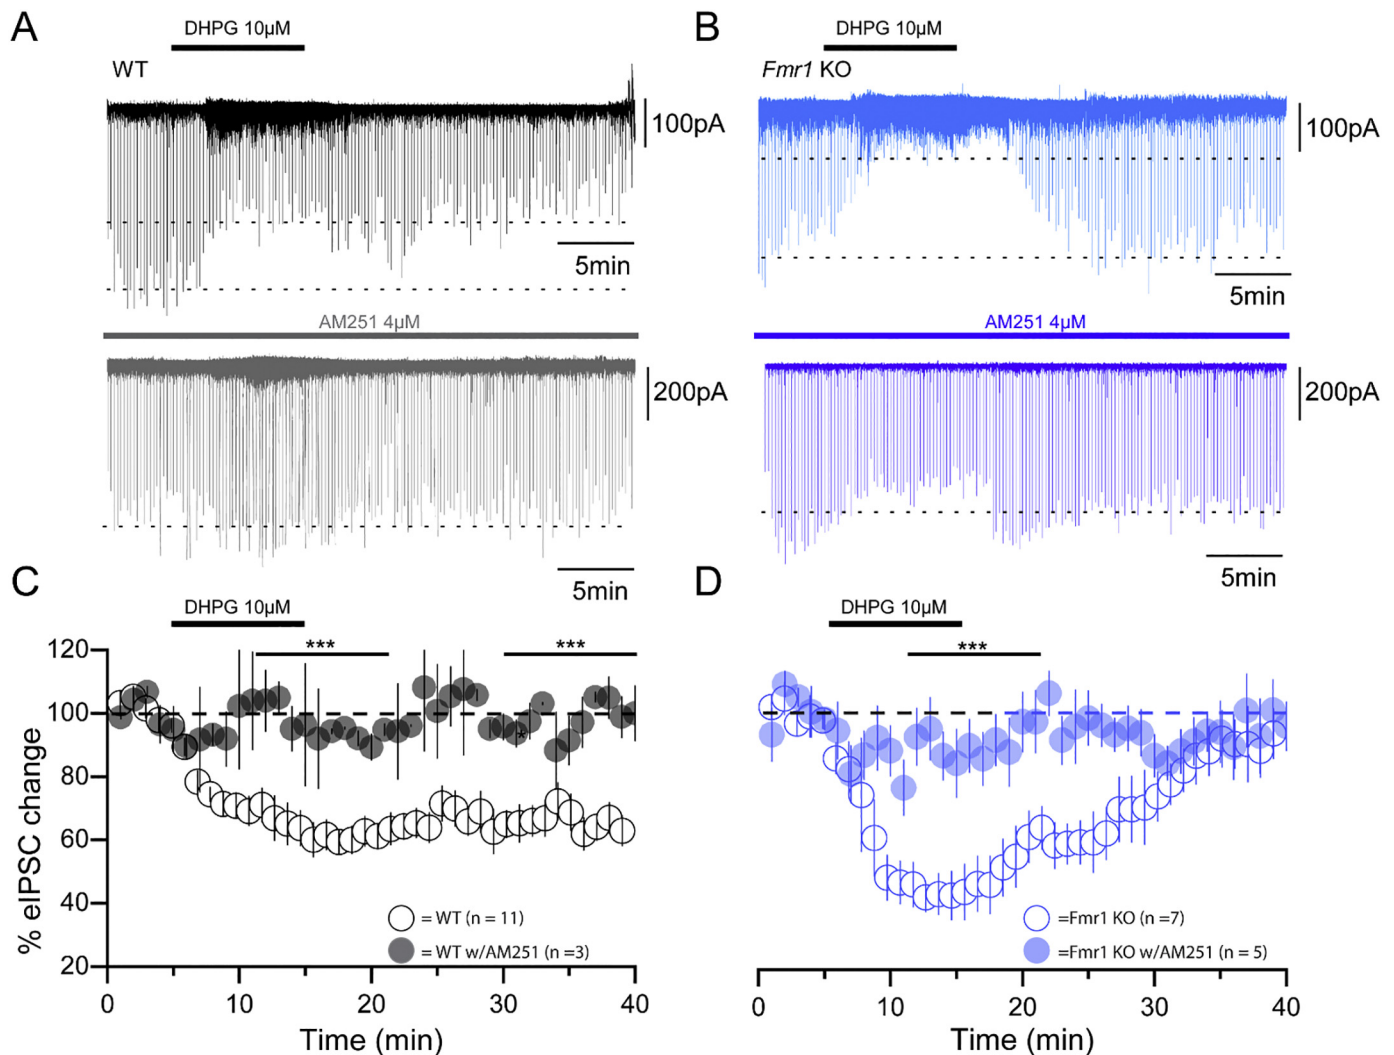 A
DHPG 10µM
WT
100pA
5min
AM251 4µM
200pA
5min
B
DHPG 10µM
Fmr1 KO
100pA
5min
AM251 4µM
200pA
5min
C
DHPG 10µM
***
***
*
% eIPSC change
120
100
80
60
40
20
= WT (n = 11)
= WT w/AM251 (n =3)
0
10
20
30
40
Time (min)
D
DHPG 10µM
***
=Fmr1 KO (n =7)
=Fmr1 KO w/AM251 (n = 5)
0
10
20
30
40
Time (min)